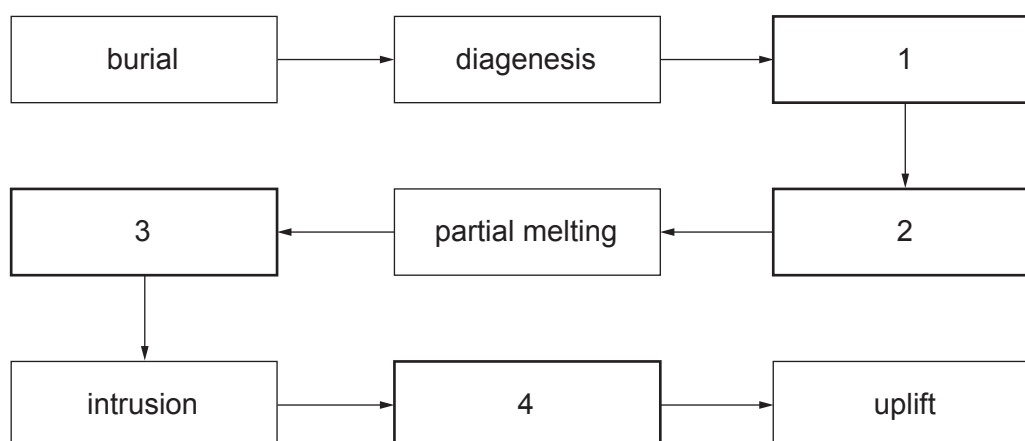 burial
diagenesis
1
3
partial melting
2
intrusion
4
uplift